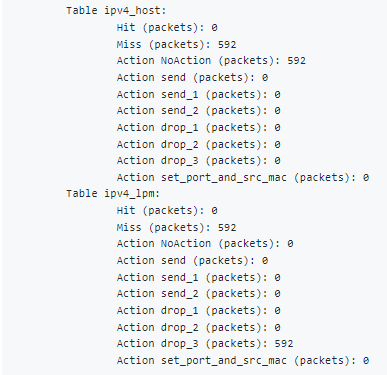 Table ipv4_host:
Hit (packets): 0
Miss (packets): 592
Action NoAction (packets): 592
Action send (packets): 0
Action send_1 (packets): 0
Action send_2 (packets): 0
Action drop_1 (packets): 0
Action drop_2 (packets): 0
Action drop_3 (packets): 0
Action set_port_and_src_mac (packets): 0
Table ipv4_lpm:
Hit (packets): 0
Miss (packets): 592
Action NoAction (packets): 0
Action send (packets): 0
Action send_1 (packets): 0
Action send_2 (packets): 0
Action drop_1 (packets): 0
Action drop_2 (packets): 0
Action drop_3 (packets): 592
Action set_port_and_src_mac (packets): 0